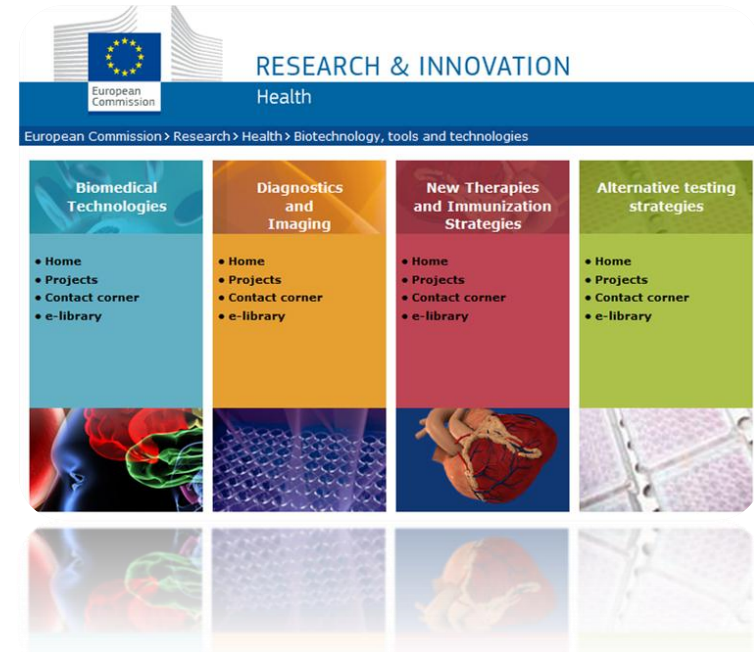 European
Commission
RESEARCH & INNOVATION
Health
European Commission > Research > Health > Biotechnology, tools and technologies
Biomedical
Technologies
• Home
• Projects
• Contact corner
• e-library
Diagnostics
and
Imaging
• Home
• Projects
• Contact corner
• e-library
New Therapies
and Immunization
Strategies
• Home
• Projects
• Contact corner
• e-library
Alternative testing
strategies
• Home
• Projects
• Contact corner
• e-library